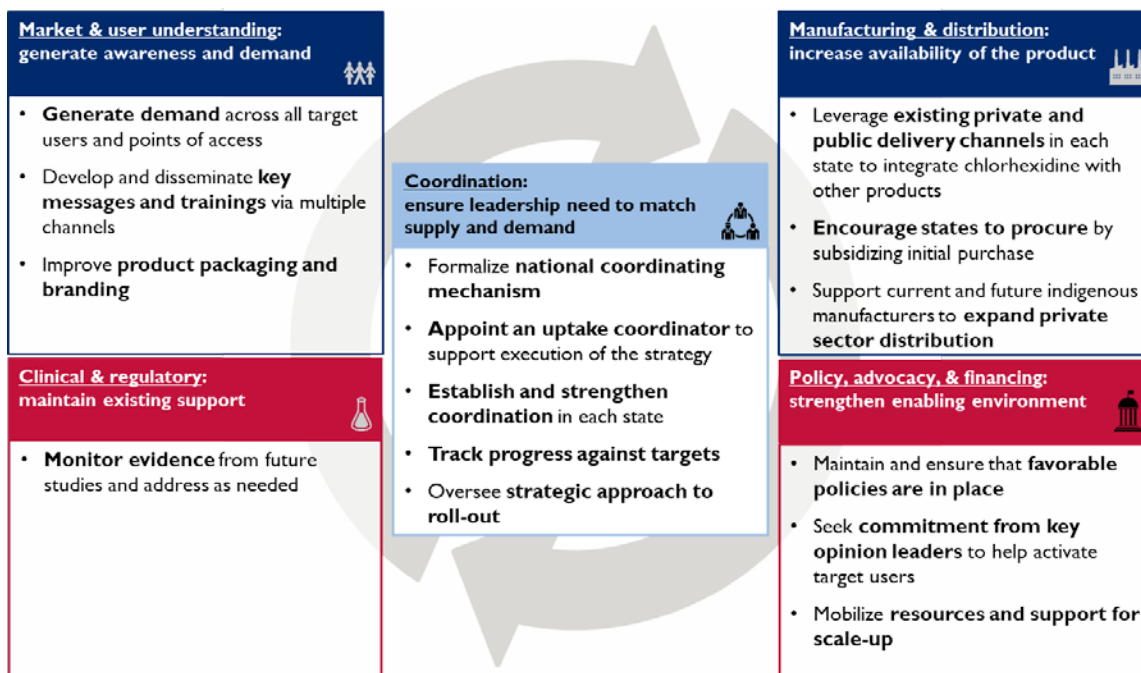 Market & user understanding:
generate awareness and demand
• Generate demand across all target
users and points of access
• Develop and disseminate key
messages and trainings via multiple
channels
• Improve product packaging and
branding
Clinical & regulatory:
maintain existing support
• Monitor evidence from future
studies and address as needed
Coordination:
ensure leadership need to match
supply and demand
• Formalize national coordinating
mechanism
• Appoint an uptake coordinator to
support execution of the strategy
• Establish and strengthen
coordination in each state
• Track progress against targets
• Oversee strategic approach to
roll-out
Manufacturing & distribution:
increase availability of the product
• Leverage existing private and
public delivery channels in each
state to integrate chlorhexidine with
other products
• Encourage states to procure by
subsidizing initial purchase
• Support current and future indigenous
manufacturers to expand private
sector distribution
Policy, advocacy, & financing:
strengthen enabling environment
• Maintain and ensure that favorable
policies are in place
• Seek commitment from key
opinion leaders to help activate
target users
• Mobilize resources and support for
scale-up